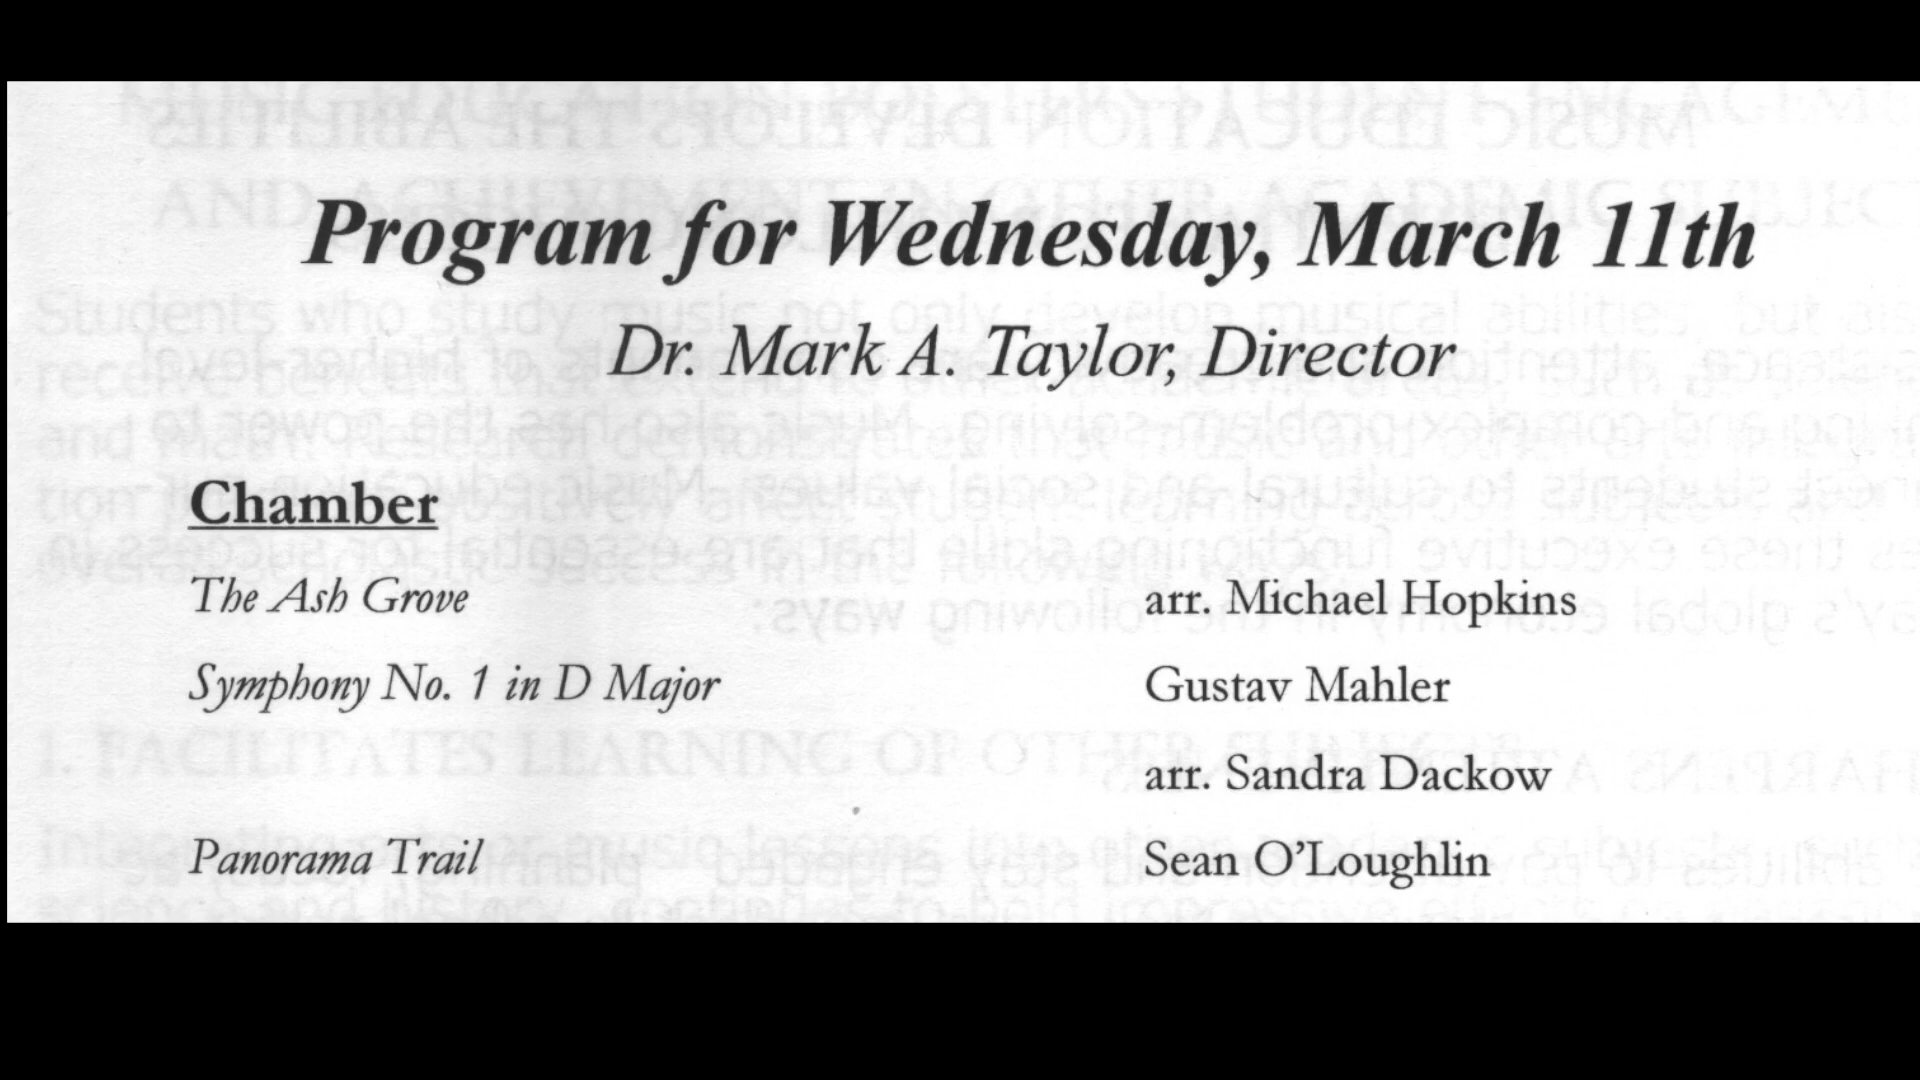 Program for Wednesday, March 11th
Dr. Mark A. Taylor, Director
Chamber
The Ash Grove arr. Michael Hopkins
Symphony No. 1 in D Major Gustav Mahler
arr. Sandra Dackow
Panorama Trail Sean O'Loughlin